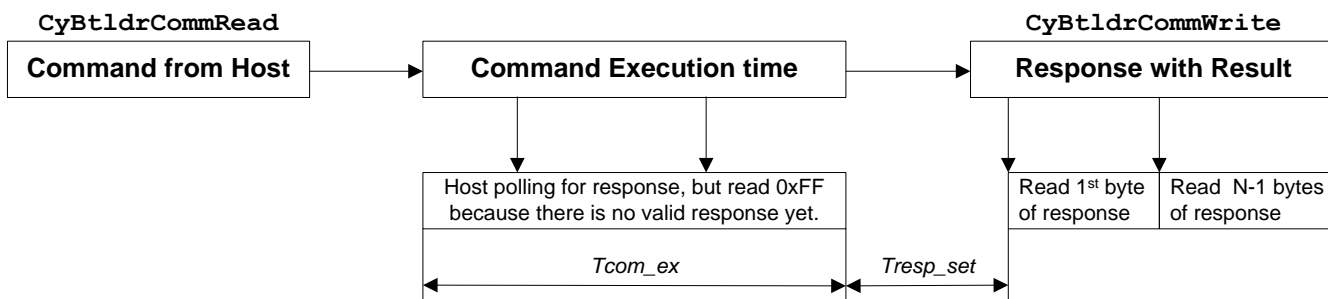 CyBtldrCommRead
CyBtldrCommWrite
Command from Host
Command Execution time
Response with Result
Host polling for response, but read 0xFF
because there is no valid response yet.
Read 1st byte
of response
Read N-1 bytes
of response
Tcom_ex
Tresp_set